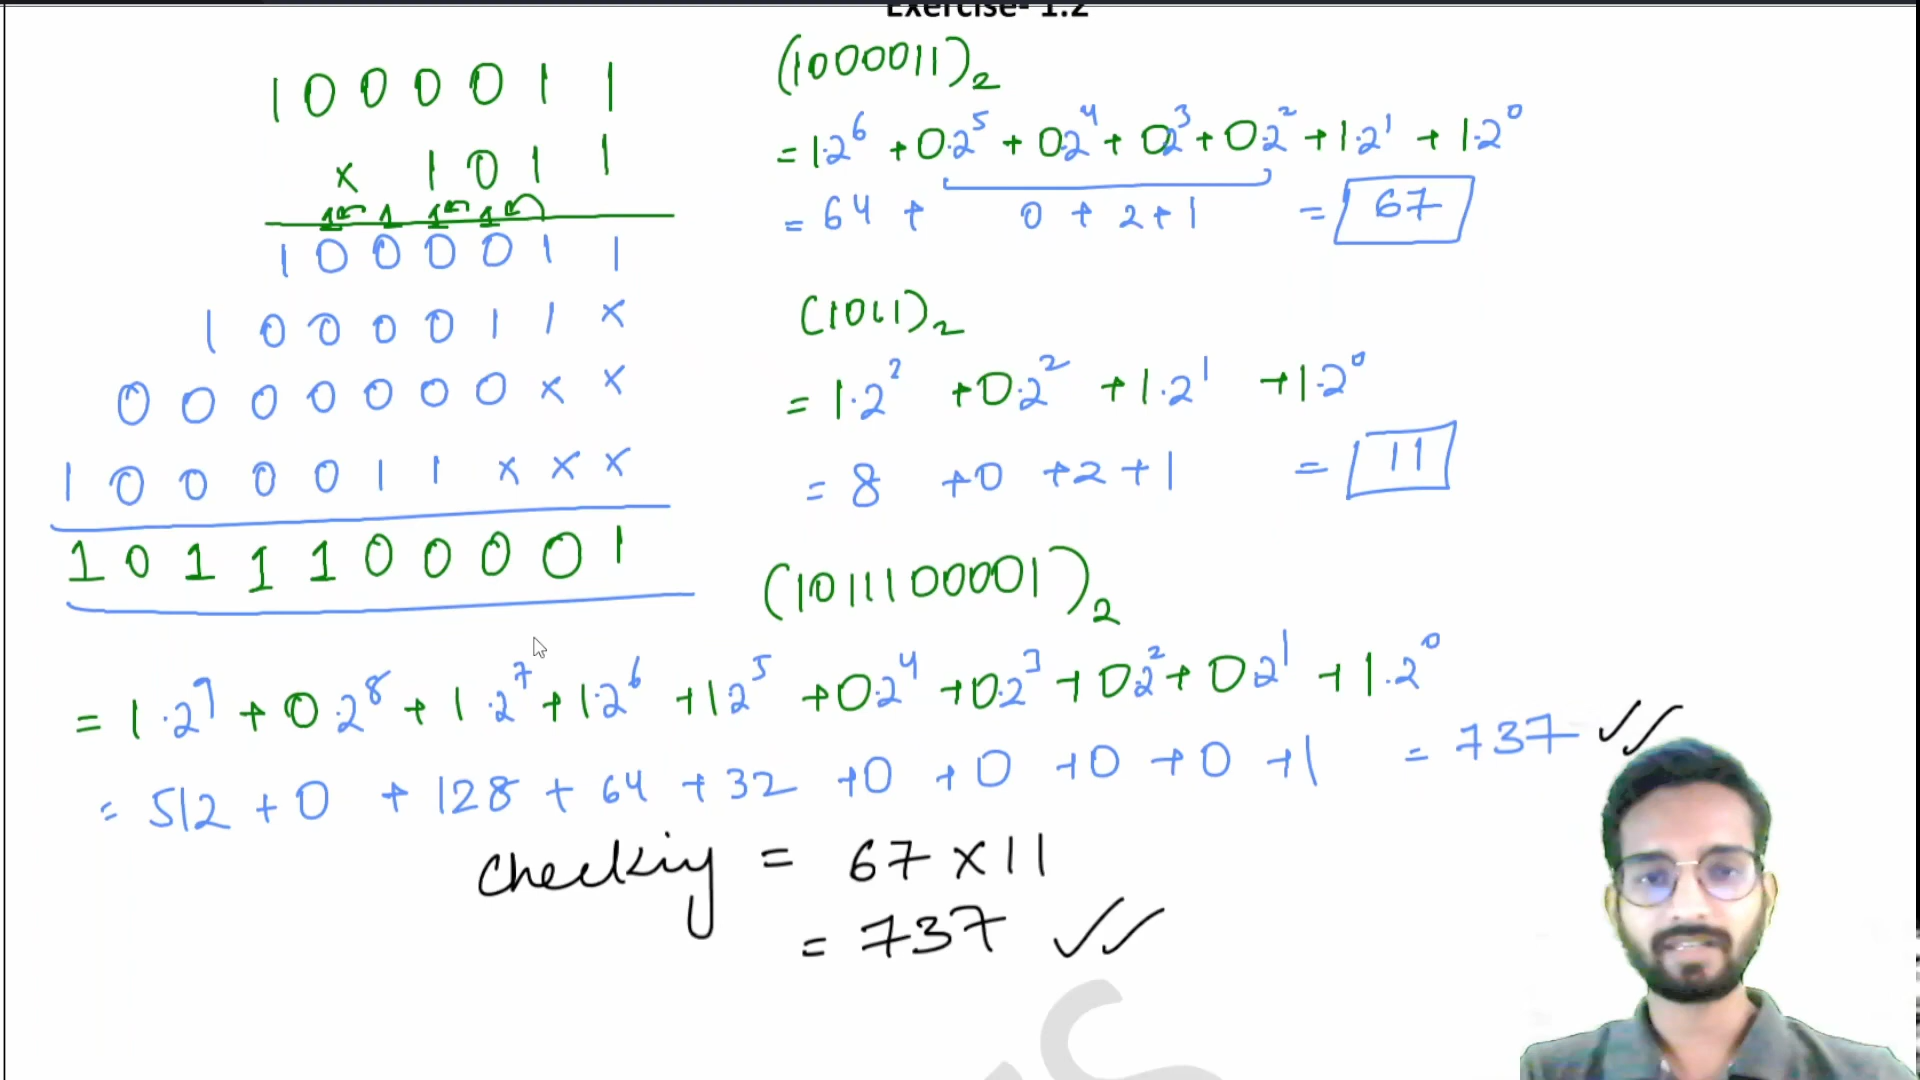 Exercise- 1.2
1 0 0 0 0 1 1
x 1 0 1 1
1 1 1 1
1 0 0 0 0 1 1
1 0 0 0 0 1 1 x
0 0 0 0 0 0 0 x x
1 0 0 0 0 1 1 x x x
1 0 1 1 1 0 0 0 0 1
(1000011)₂
= 1·2⁶ + 0·2⁵ + 0·2⁴ + 0·2³ + 0·2² + 1·2¹ + 1·2⁰
= 64 + 0 + 2 + 1 = 67
(1011)₂
= 1·2³ + 0·2² + 1·2¹ + 1·2⁰
= 8 + 0 + 2 + 1 = 11
(1011100001)₂
= 1·2⁹ + 0·2⁸ + 1·2⁷ + 1·2⁶ + 1·2⁵ + 0·2⁴ + 0·2³ + 0·2² + 0·2¹ + 1·2⁰
= 512 + 0 + 128 + 64 + 32 + 0 + 0 + 0 + 0 + 1 = 737 ✓✓
Checking = 67 x 11
= 737 ✓✓